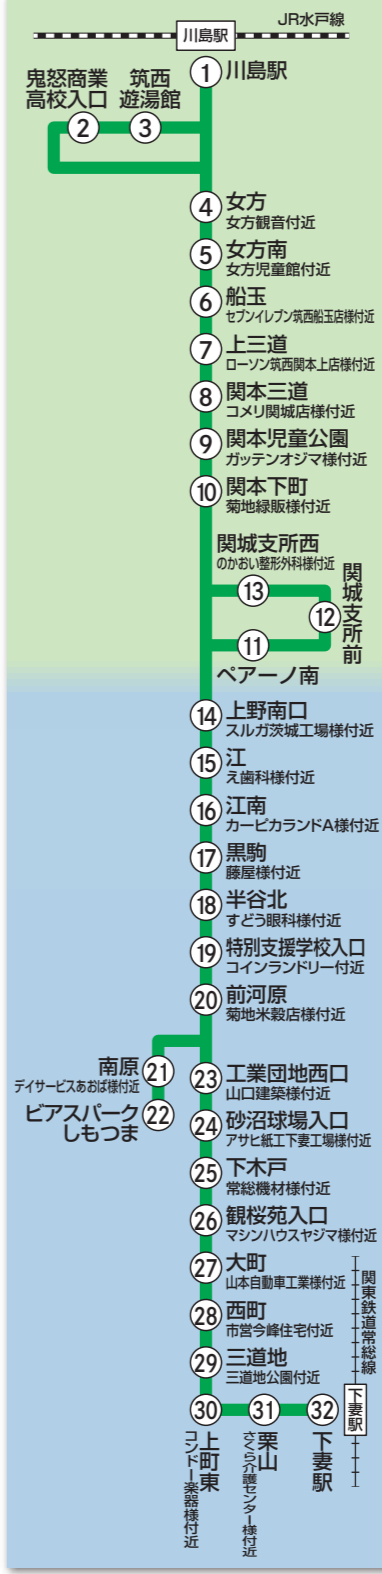 JR水戸線
川島駅
1
川島駅
鬼怒商業
高校入口
2
筑西
遊湯館
3
4
女方
女方観音付近
5
女方南
女方児童館付近
6
船玉
セブンイレブン筑西船玉店様付近
7
上三道
ローソン筑西関本上店様付近
8
関本三道
コメリ関城店様付近
9
関本児童公園
ガッテンオジマ様付近
10
関本下町
菊地緑販様付近
関城支所西
のかおい整形外科様付近
13
12
関城支所前
11
ペアーノ南
14
上野南口
スルガ茨城工場様付近
15
江
え歯科様付近
16
江南
カーピカランドA様付近
17
黒駒
藤屋様付近
18
半谷北
すどう眼科様付近
19
特別支援学校入口
コインランドリー付近
20
前河原
菊地米穀店様付近
南原
デイサービスあおば様付近
21
ビアスパーク
しもつま
22
23
工業団地西口
山口建築様付近
24
砂沼球場入口
アサヒ紙工下妻工場様付近
25
下木戸
常総機材様付近
26
観桜苑入口
マシンハウスヤジマ様付近
27
大町
山本自動車工業様付近
28
西町
市営今峰住宅付近
29
三道地
三道地公園付近
関東鉄道常総線
下妻駅
30
上町東
コンドー楽器様付近
31
栗山
さくら介護センター様付近
32
下妻駅